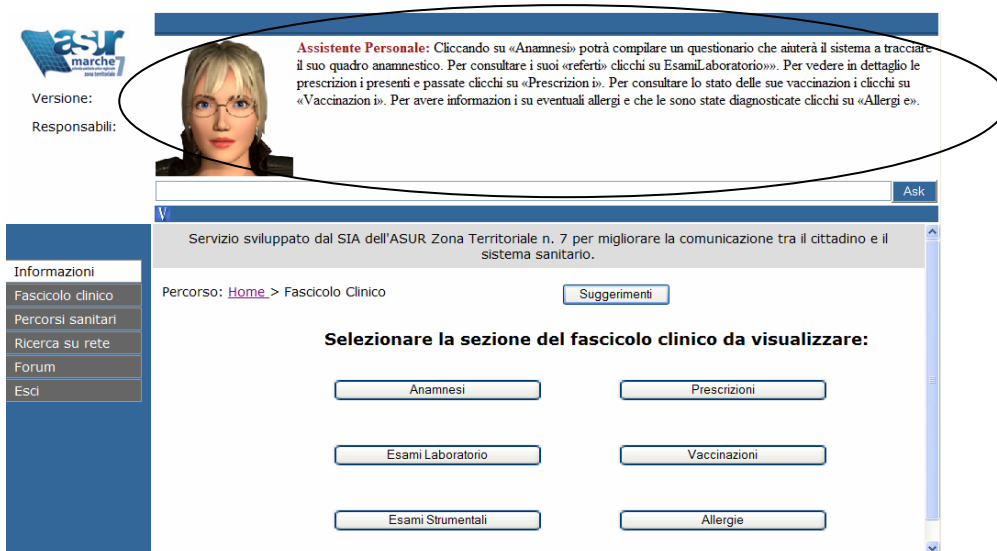 asur
marche 7
zona territoriale
Versione:
Responsabili:
Assistente Personale: Cliccando su «Anamnesi» potrà compilare un questionario che aiuterà il sistema a tracciare
il suo quadro anamnestico. Per consultare i suoi «referti» clicchi su EsamiLaboratorio»». Per vedere in dettaglio le
prescrizion i presenti e passate clicchi su «Prescrizion i». Per consultare lo stato delle sue vaccinazion i clicchi su
«Vaccinazion i». Per avere informazion i su eventuali allergi e che le sono state diagnosticate clicchi su «Allergi e».
Ask
V
Servizio sviluppato dal SIA dell'ASUR Zona Territoriale n. 7 per migliorare la comunicazione tra il cittadino e il
sistema sanitario.
Informazioni
Fascicolo clinico
Percorsi sanitari
Ricerca su rete
Forum
Esci
Percorso: Home > Fascicolo Clinico
Suggerimenti
Selezionare la sezione del fascicolo clinico da visualizzare:
Anamnesi
Prescrizioni
Esami Laboratorio
Vaccinazioni
Esami Strumentali
Allergie